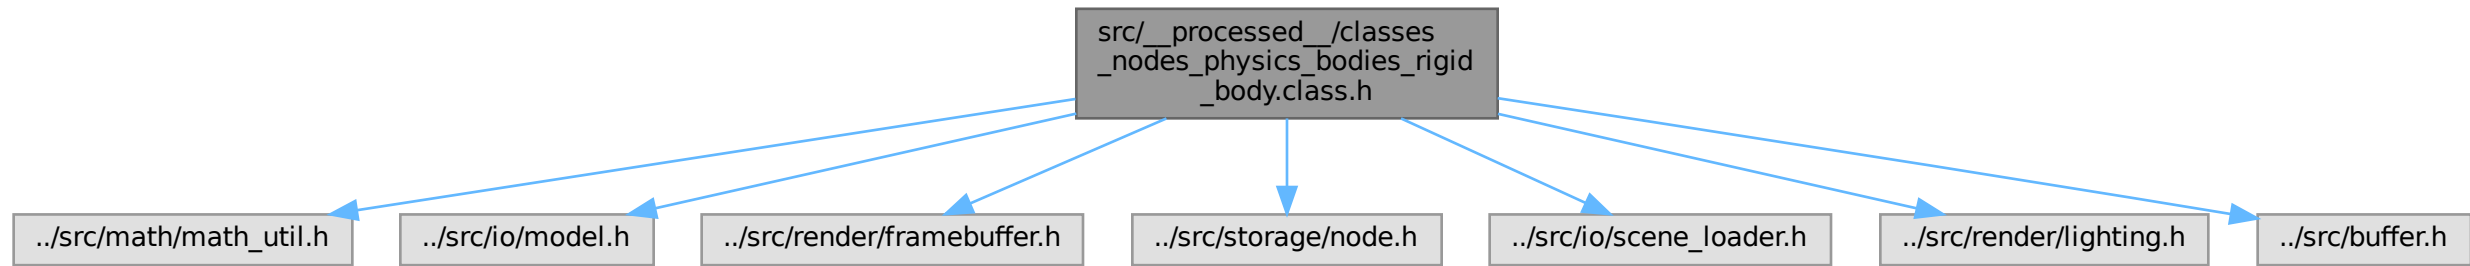 src/__processed__/classes
_nodes_physics_bodies_rigid
_body.class.h
../src/math/math_util.h
../src/io/model.h
../src/render/framebuffer.h
../src/storage/node.h
../src/io/scene_loader.h
../src/render/lighting.h
../src/buffer.h